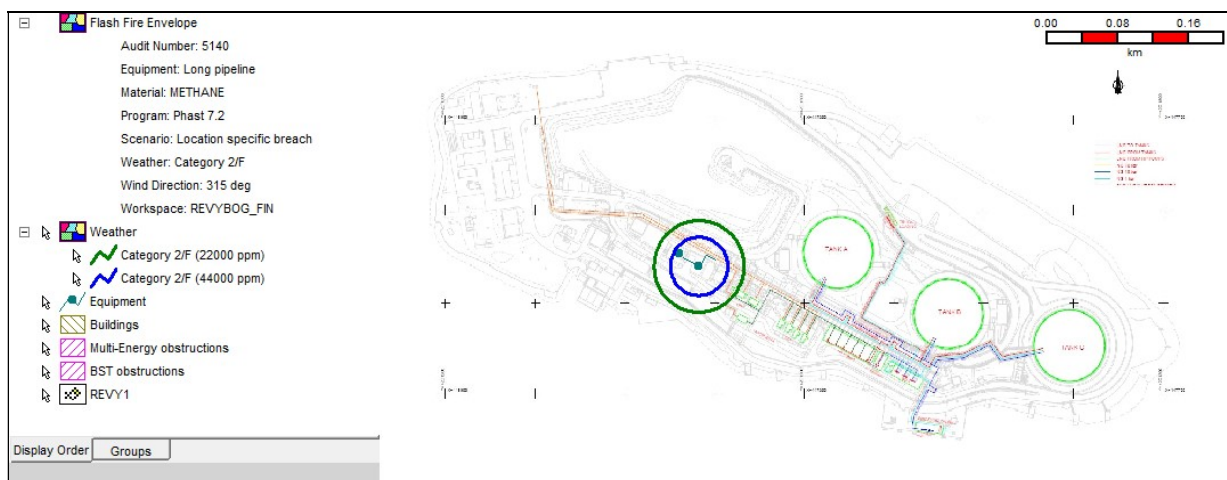 Flash Fire Envelope
Audit Number: 5140
Equipment: Long pipeline
Material: METHANE
Program: Phast 7.2
Scenario: Location specific breach
Weather: Category 2/F
Wind Direction: 315 deg
Workspace: REVYBOG_FIN
Weather
Category 2/F (22000 ppm)
Category 2/F (44000 ppm)
Equipment
Buildings
Multi-Energy obstructions
BST obstructions
REVY1
Display Order Groups
0.00 0.08 0.16
km
TANK A